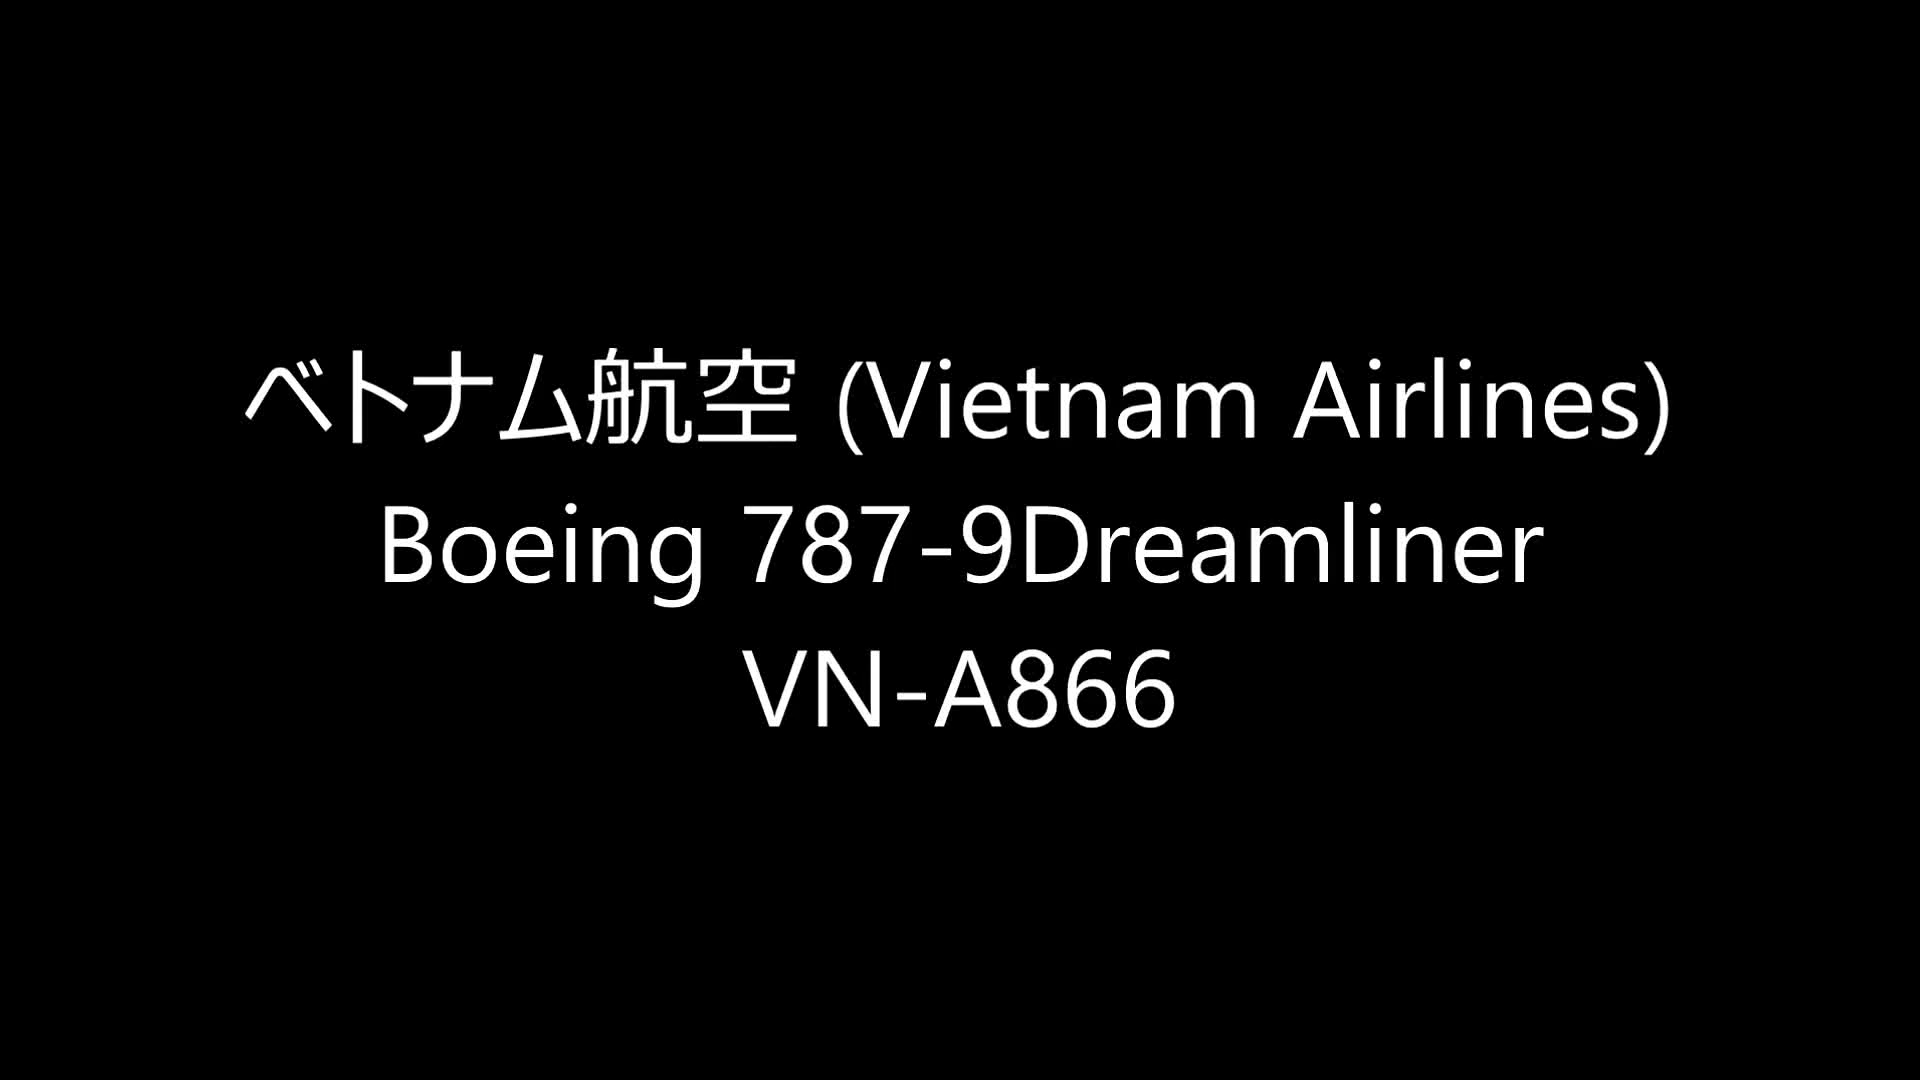 ベトナム航空 (Vietnam Airlines)
Boeing 787-9Dreamliner
VN-A866